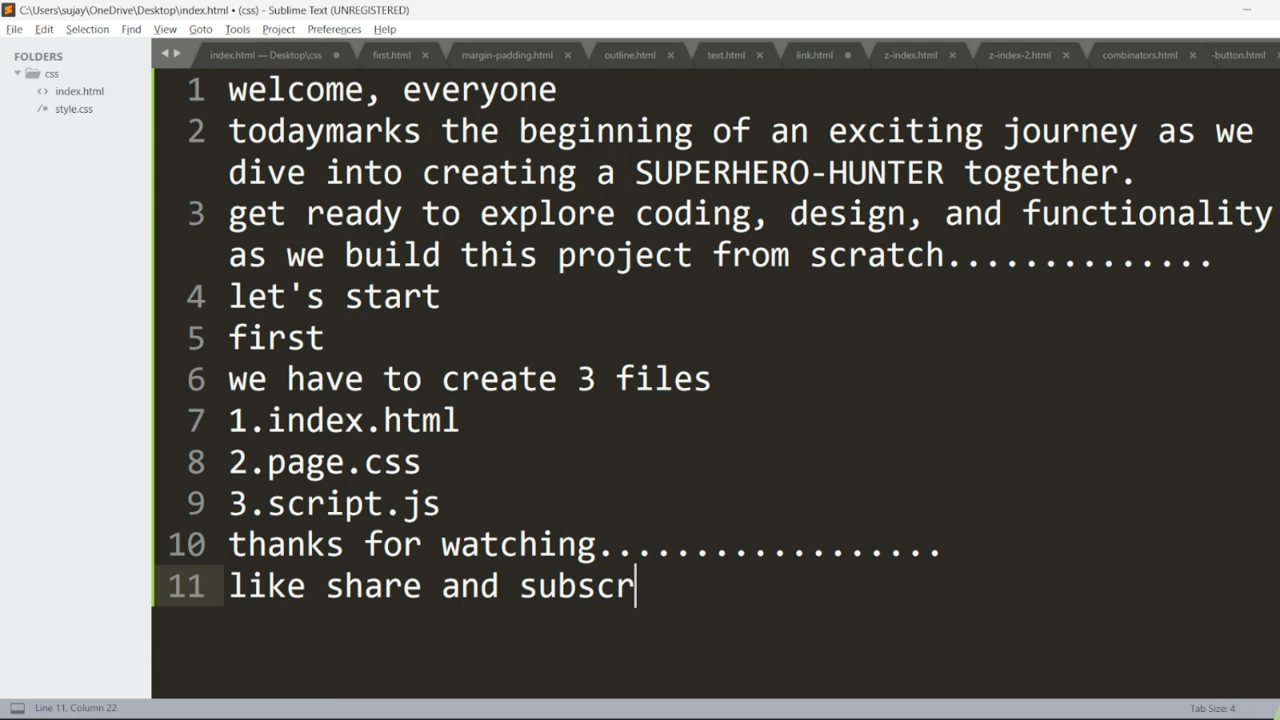 C:\Users\sujay\OneDrive\Desktop\index.html • (css) - Sublime Text (UNREGISTERED)
File Edit Selection Find View Goto Tools Project Preferences Help
FOLDERS
css
<> index.html
/* style.css
index.html — Desktop\css first.html margin-padding.html outline.html text.html link.html z-index.html z-index-2.html combinators.html -button.html
1 welcome, everyone
2 todaymarks the beginning of an exciting journey as we
dive into creating a SUPERHERO-HUNTER together.
3 get ready to explore coding, design, and functionality
as we build this project from scratch..............
4 let's start
5 first
6 we have to create 3 files
7 1.index.html
8 2.page.css
9 3.script.js
10 thanks for watching..................
11 like share and subscr
Line 11, Column 22 Tab Size: 4